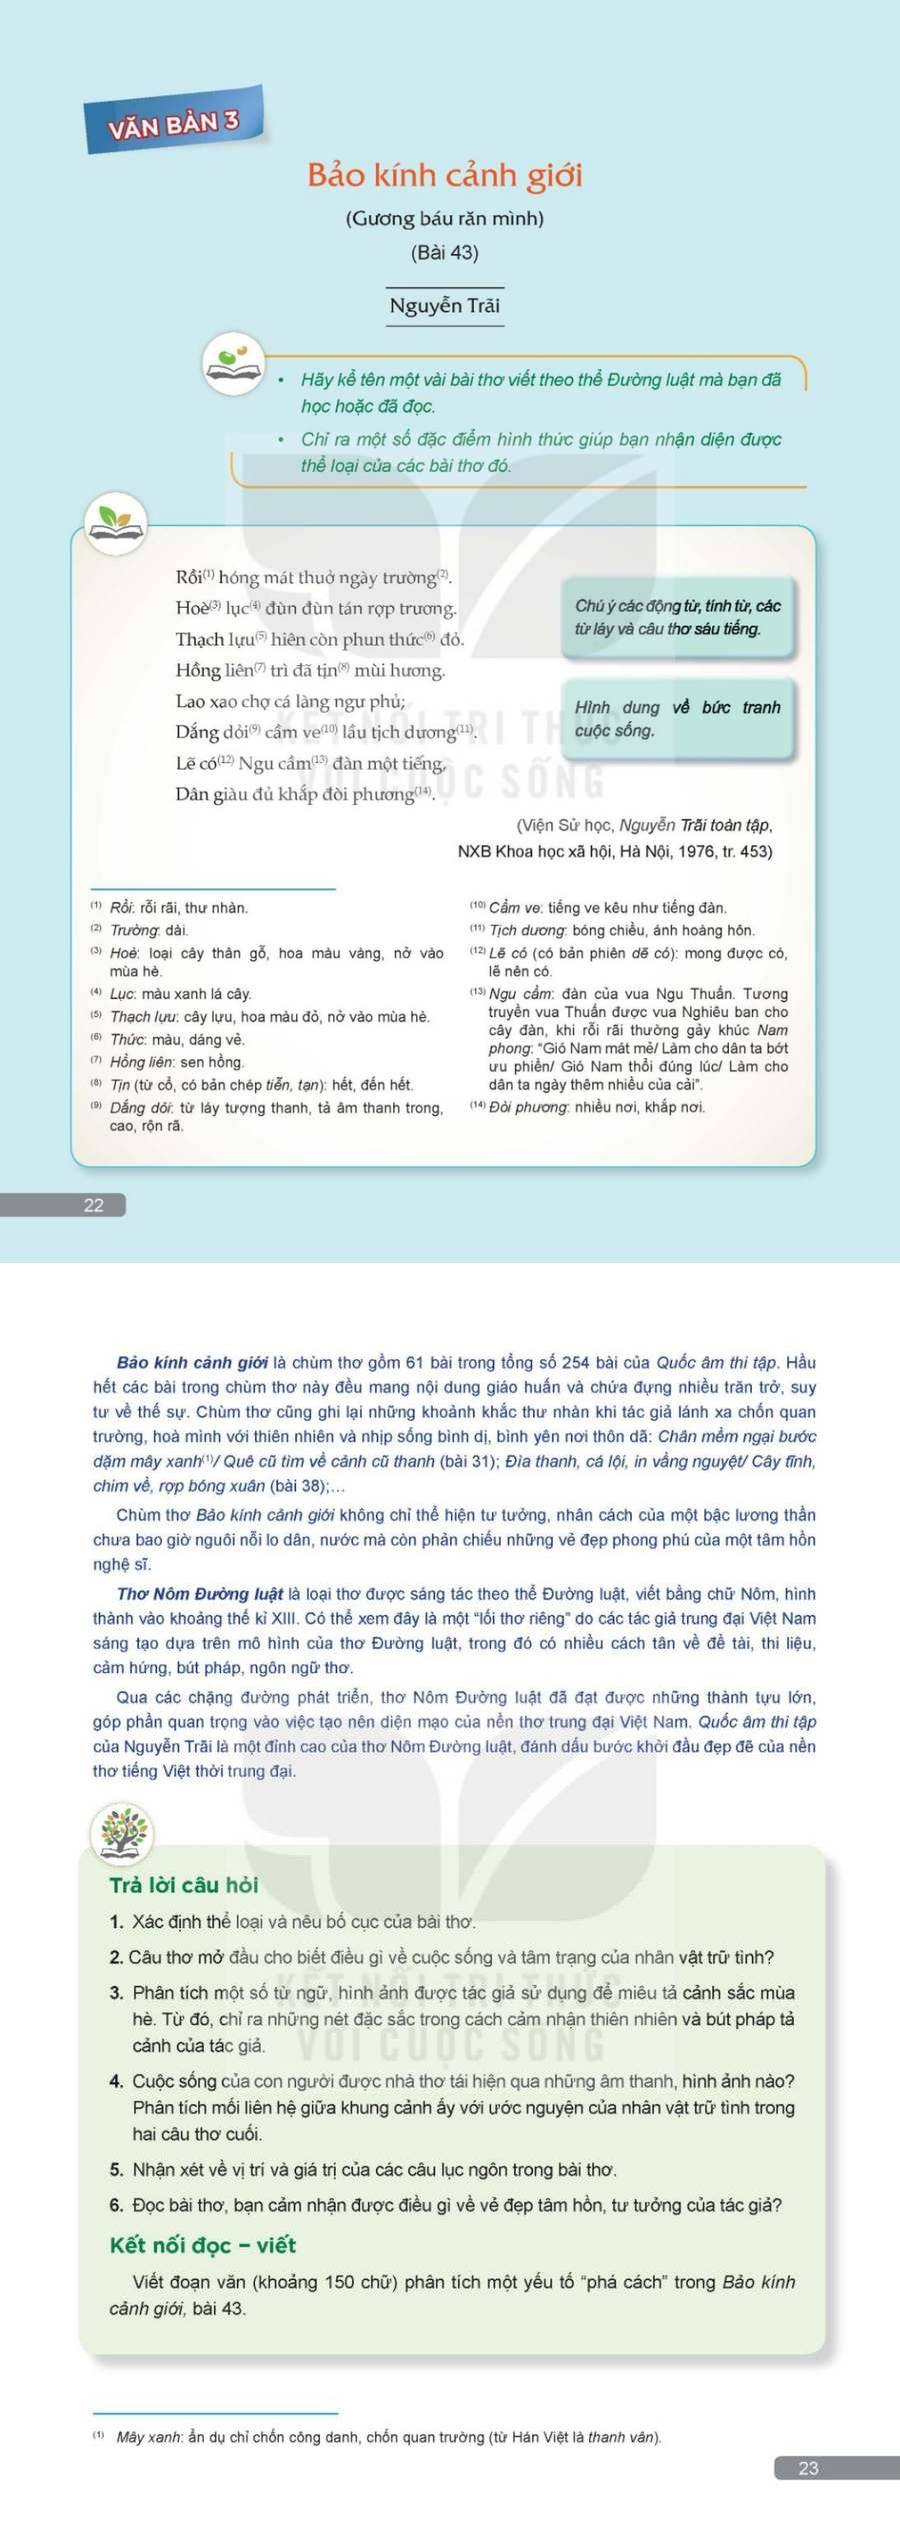 VĂN BẢN 3
Bảo kính cảnh giới
(Gương báu răn mình)
(Bài 43)
Nguyễn Trãi
• Hãy kể tên một vài bài thơ viết theo thể Đường luật mà bạn đã
học hoặc đã đọc.
• Chỉ ra một số đặc điểm hình thức giúp bạn nhận diện được
thể loại của các bài thơ đó.
Rồi(1) hóng mát thuở ngày trường(2).
Hoè(3) lục(4) đùn đùn tán rợp trương.
Thạch lựu(5) hiên còn phun thức(6) đỏ.
Hồng liên(7) trì đã tịn(8) mùi hương.
Lao xao chợ cá làng ngư phủ;
Dắng dỏi(9) cầm ve(10) lầu tịch dương(11).
Lẽ có(12) Ngu cầm(13) đàn một tiếng,
Dân giàu đủ khắp đòi phương(14).
Chú ý các động từ, tính từ, các
từ láy và câu thơ sáu tiếng.
Hình dung về bức tranh
cuộc sống.
KẾT NỐI TRI THỨC
VỚI CUỘC SỐNG
(Viện Sử học, Nguyễn Trãi toàn tập,
NXB Khoa học xã hội, Hà Nội, 1976, tr. 453)
(1) Rồi: rỗi rãi, thư nhàn.
(2) Trường: dài.
(3) Hoè: loại cây thân gỗ, hoa màu vàng, nở vào
mùa hè.
(4) Lục: màu xanh lá cây.
(5) Thạch lựu: cây lựu, hoa màu đỏ, nở vào mùa hè.
(6) Thức: màu, dáng vẻ.
(7) Hồng liên: sen hồng.
(8) Tịn (từ cổ, có bản chép tiễn, tạn): hết, đến hết.
(9) Dắng dỏi: từ láy tượng thanh, tả âm thanh trong,
cao, rộn rã.
(10) Cầm ve: tiếng ve kêu như tiếng đàn.
(11) Tịch dương: bóng chiều, ánh hoàng hôn.
(12) Lẽ có (có bản phiên dẽ có): mong được có,
lẽ nên có.
(13) Ngu cầm: đàn của vua Ngu Thuấn. Tương
truyền vua Thuấn được vua Nghiêu ban cho
cây đàn, khi rỗi rãi thường gảy khúc Nam
phong: "Gió Nam mát mẻ/ Làm cho dân ta bớt
ưu phiền/ Gió Nam thổi đúng lúc/ Làm cho
dân ta ngày thêm nhiều của cải".
(14) Đòi phương: nhiều nơi, khắp nơi.
22
Bảo kính cảnh giới là chùm thơ gồm 61 bài trong tổng số 254 bài của Quốc âm thi tập. Hầu
hết các bài trong chùm thơ này đều mang nội dung giáo huấn và chứa đựng nhiều trăn trở, suy
tư về thế sự. Chùm thơ cũng ghi lại những khoảnh khắc thư nhàn khi tác giả lánh xa chốn quan
trường, hoà mình với thiên nhiên và nhịp sống bình dị, bình yên nơi thôn dã: Chân mềm ngại bước
dặm mây xanh(1)/ Quê cũ tìm về cảnh cũ thanh (bài 31); Đìa thanh, cá lội, in vầng nguyệt/ Cây tĩnh,
chim về, rợp bóng xuân (bài 38);...
Chùm thơ Bảo kính cảnh giới không chỉ thể hiện tư tưởng, nhân cách của một bậc lương thần
chưa bao giờ nguôi nỗi lo dân, nước mà còn phản chiếu những vẻ đẹp phong phú của một tâm hồn
nghệ sĩ.
Thơ Nôm Đường luật là loại thơ được sáng tác theo thể Đường luật, viết bằng chữ Nôm, hình
thành vào khoảng thế kỉ XIII. Có thể xem đây là một "lối thơ riêng" do các tác giả trung đại Việt Nam
sáng tạo dựa trên mô hình của thơ Đường luật, trong đó có nhiều cách tân về đề tài, thi liệu,
cảm hứng, bút pháp, ngôn ngữ thơ.
Qua các chặng đường phát triển, thơ Nôm Đường luật đã đạt được những thành tựu lớn,
góp phần quan trọng vào việc tạo nên diện mạo của nền thơ trung đại Việt Nam. Quốc âm thi tập
của Nguyễn Trãi là một đỉnh cao của thơ Nôm Đường luật, đánh dấu bước khởi đầu đẹp đẽ của nền
thơ tiếng Việt thời trung đại.
Trả lời câu hỏi
1. Xác định thể loại và nêu bố cục của bài thơ.
2. Câu thơ mở đầu cho biết điều gì về cuộc sống và tâm trạng của nhân vật trữ tình?
3. Phân tích một số từ ngữ, hình ảnh được tác giả sử dụng để miêu tả cảnh sắc mùa
hè. Từ đó, chỉ ra những nét đặc sắc trong cách cảm nhận thiên nhiên và bút pháp tả
cảnh của tác giả.
KẾT NỐI TRI THỨC
VỚI CUỘC SỐNG
4. Cuộc sống của con người được nhà thơ tái hiện qua những âm thanh, hình ảnh nào?
Phân tích mối liên hệ giữa khung cảnh ấy với ước nguyện của nhân vật trữ tình trong
hai câu thơ cuối.
5. Nhận xét về vị trí và giá trị của các câu lục ngôn trong bài thơ.
6. Đọc bài thơ, bạn cảm nhận được điều gì về vẻ đẹp tâm hồn, tư tưởng của tác giả?
Kết nối đọc – viết
Viết đoạn văn (khoảng 150 chữ) phân tích một yếu tố "phá cách" trong Bảo kính
cảnh giới, bài 43.
(1) Mây xanh: ẩn dụ chỉ chốn công danh, chốn quan trường (từ Hán Việt là thanh vân).
23